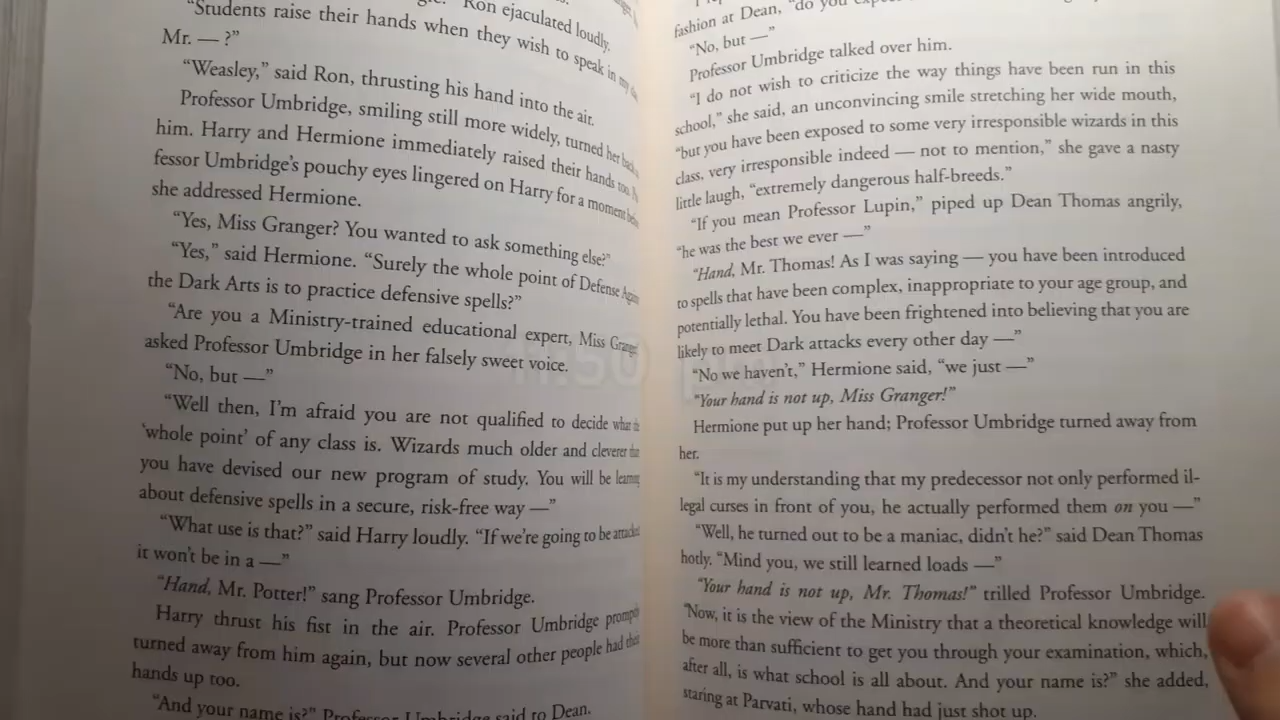 Ron ejaculated loudly.
"Students raise their hands when they wish to speak in my
Mr. — ?"
"Weasley," said Ron, thrusting his hand into the air.
Professor Umbridge, smiling still more widely, turned her back
him. Harry and Hermione immediately raised their hands too.
fessor Umbridge's pouchy eyes lingered on Harry for a moment before
she addressed Hermione.
"Yes, Miss Granger? You wanted to ask something else?"
"Yes," said Hermione. "Surely the whole point of Defense Against
the Dark Arts is to practice defensive spells?"
"Are you a Ministry-trained educational expert, Miss Granger
asked Professor Umbridge in her falsely sweet voice.
"No, but —"
"Well then, I'm afraid you are not qualified to decide what the
'whole point' of any class is. Wizards much older and cleverer than
you have devised our new program of study. You will be learning
about defensive spells in a secure, risk-free way —"
"What use is that?" said Harry loudly. "If we're going to be attacked
it won't be in a —"
"Hand, Mr. Potter!" sang Professor Umbridge.
Harry thrust his fist in the air. Professor Umbridge promptly
turned away from him again, but now several other people had their
hands up too.
"And your name is?" Professor Umbridge said to Dean.
fashion at Dean, "do you
"No, but —"
Professor Umbridge talked over him.
"I do not wish to criticize the way things have been run in this
school," she said, an unconvincing smile stretching her wide mouth,
"but you have been exposed to some very irresponsible wizards in this
class, very irresponsible indeed — not to mention," she gave a nasty
little laugh, "extremely dangerous half-breeds."
"If you mean Professor Lupin," piped up Dean Thomas angrily,
"he was the best we ever —"
"Hand, Mr. Thomas! As I was saying — you have been introduced
to spells that have been complex, inappropriate to your age group, and
potentially lethal. You have been frightened into believing that you are
likely to meet Dark attacks every other day —"
"No we haven't," Hermione said, "we just —"
"Your hand is not up, Miss Granger!"
Hermione put up her hand; Professor Umbridge turned away from
her.
"It is my understanding that my predecessor not only performed il-
legal curses in front of you, he actually performed them on you —"
"Well, he turned out to be a maniac, didn't he?" said Dean Thomas
hotly. "Mind you, we still learned loads —"
"Your hand is not up, Mr. Thomas!" trilled Professor Umbridge.
"Now, it is the view of the Ministry that a theoretical knowledge will
be more than sufficient to get you through your examination, which,
after all, is what school is all about. And your name is?" she added,
staring at Parvati, whose hand had just shot up.